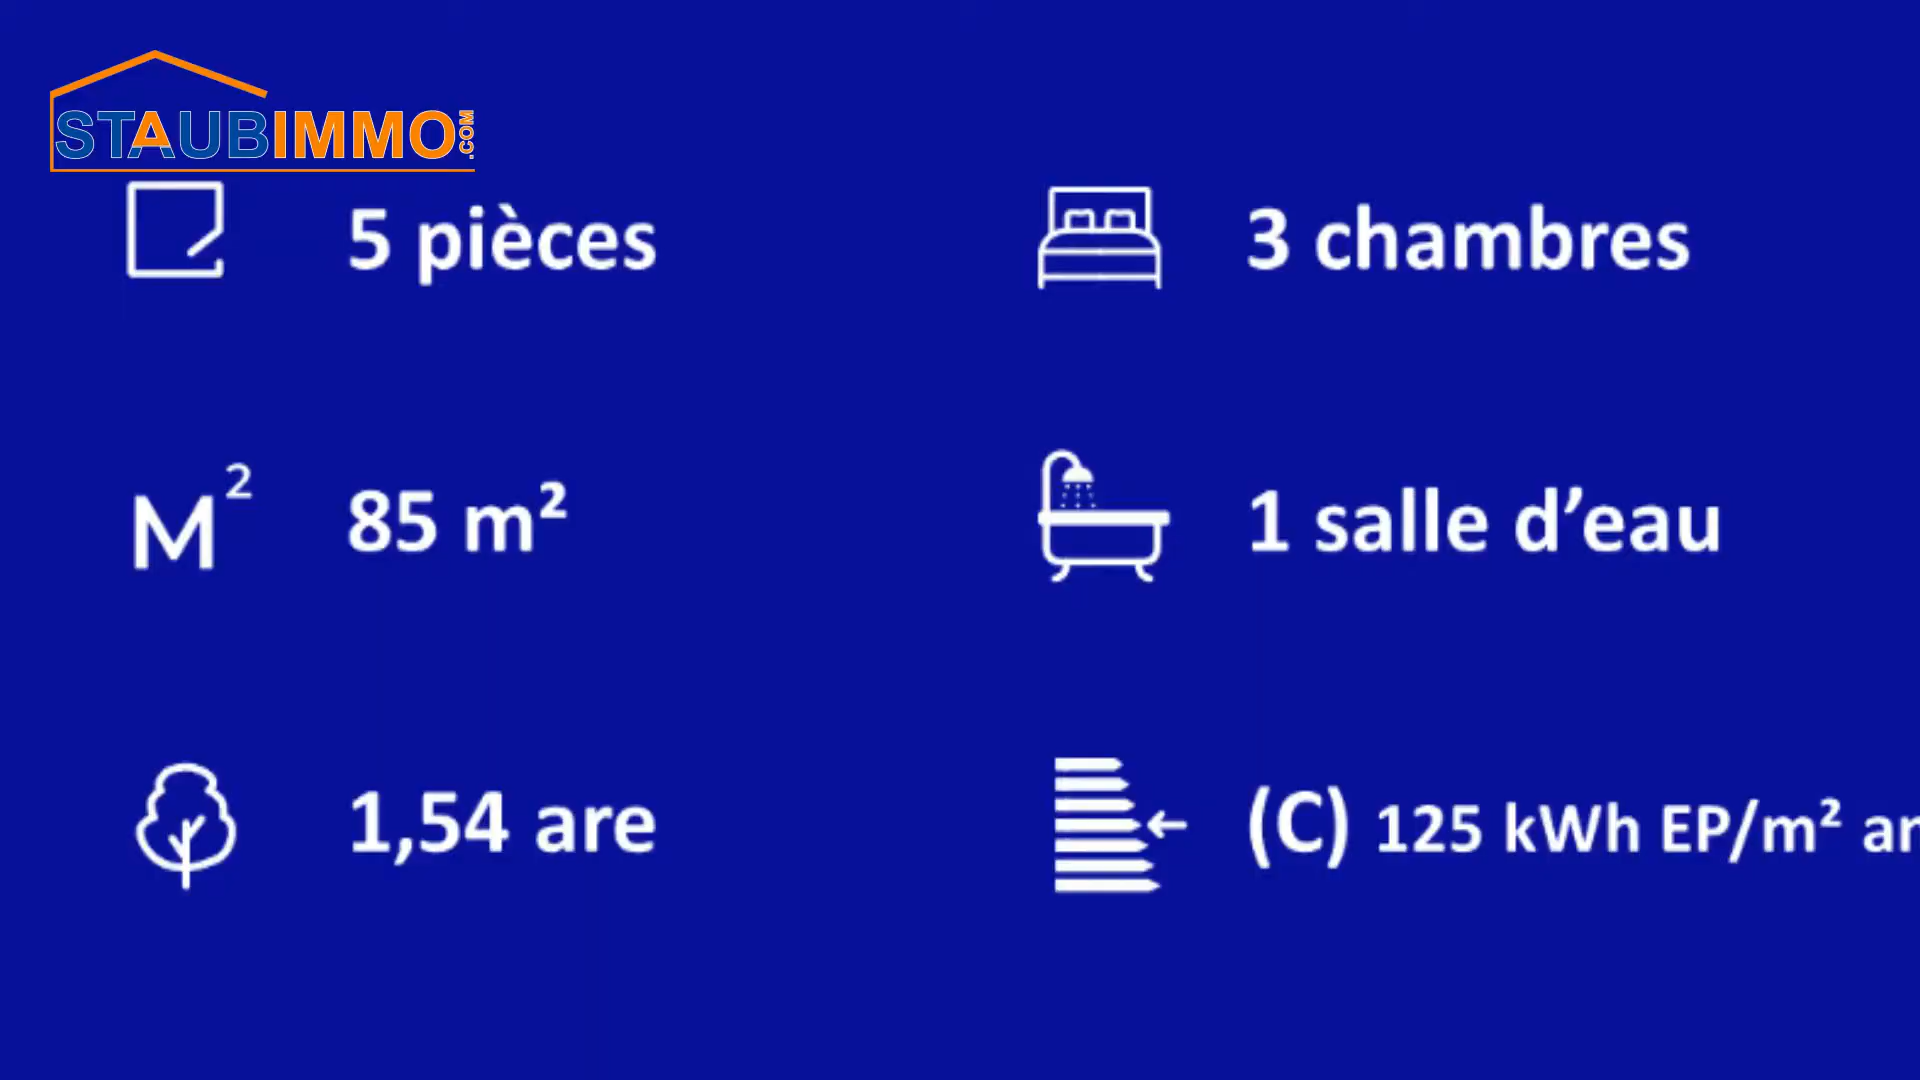 STAUBIMMO.COM
5 pièces
3 chambres
M² 85 m²
1 salle d’eau
1,54 are
(C) 125 kWh EP/m²